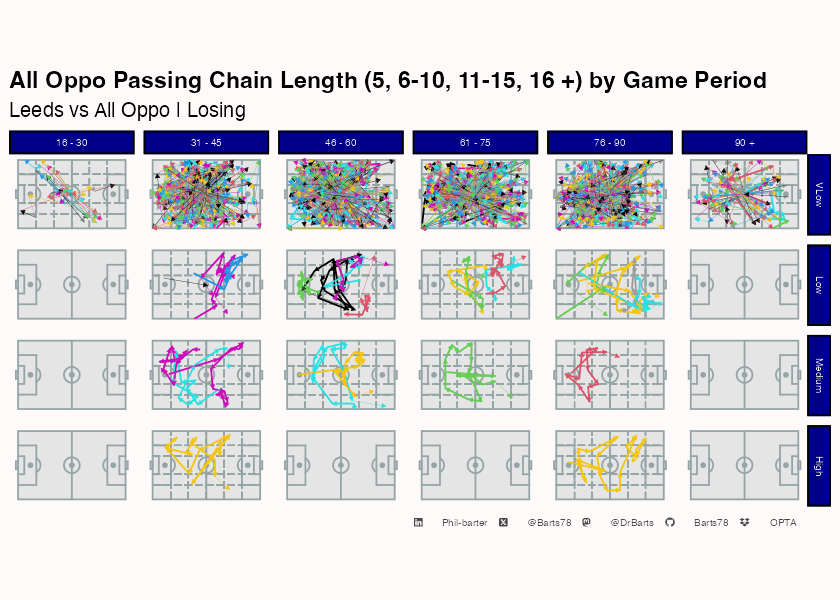 All Oppo Passing Chain Length (5, 6-10, 11-15, 16 +) by Game Period
Leeds vs All Oppo | Losing
16 - 30 31 - 45 46 - 60 61 - 75 76 - 90 90 +
VLow
Low
Medium
High
Phil-barter @Barts78 @DrBarts Barts78 OPTA